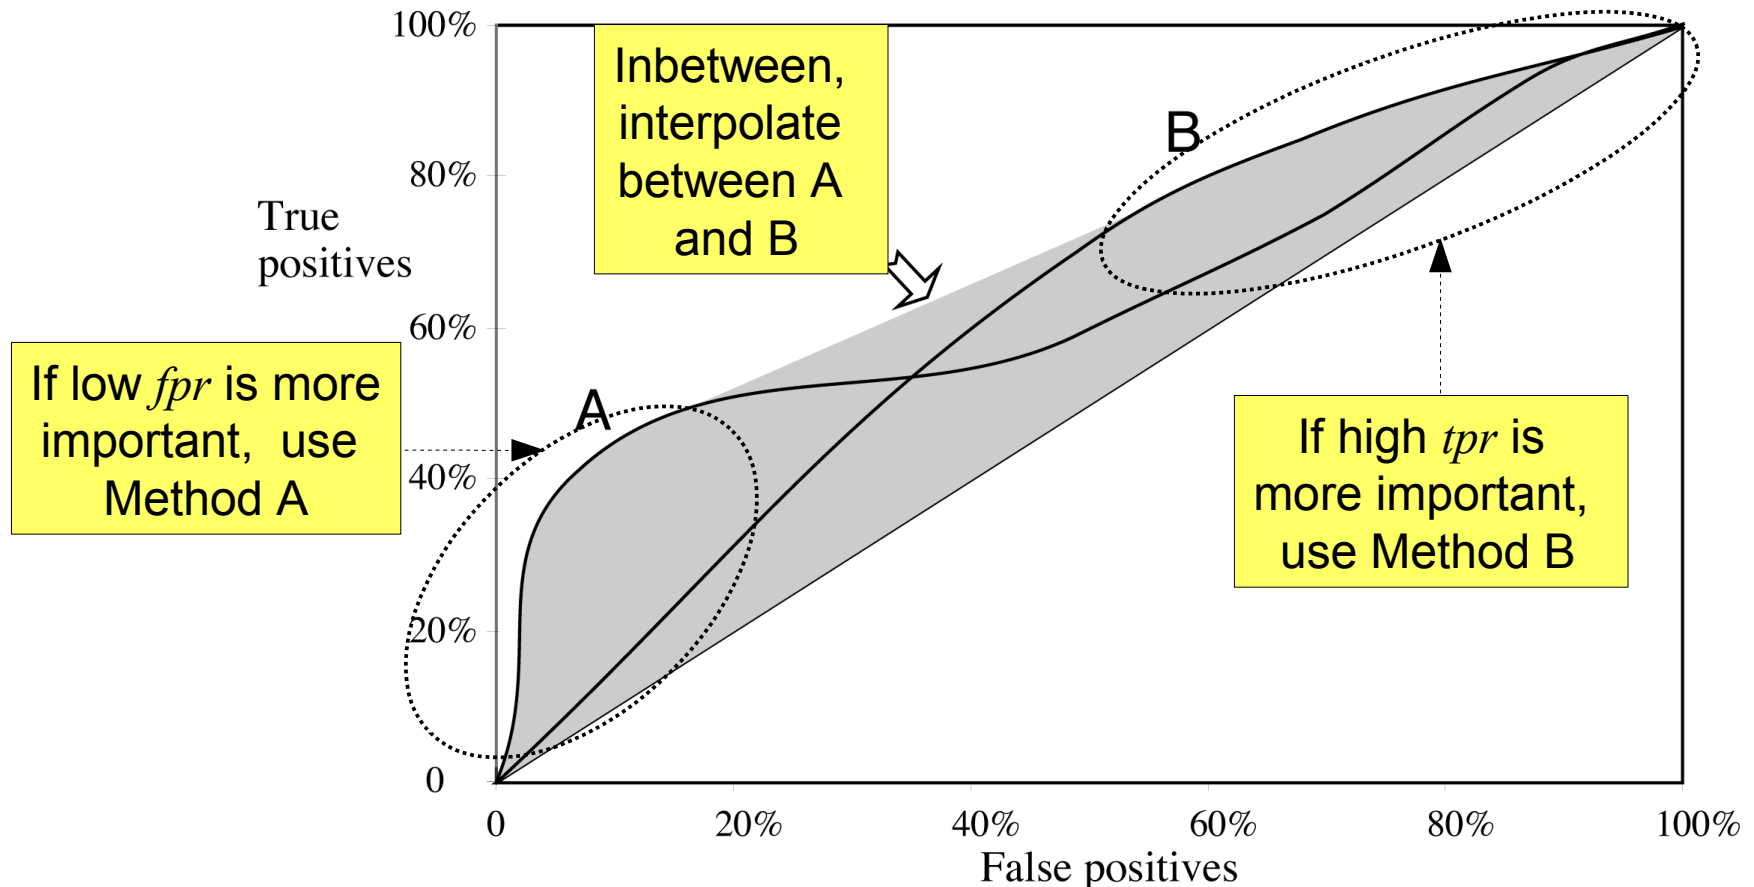 100%
80%
60%
40%
20%
0
True
positives
Inbetween,
interpolate
between A
and B
B
A
If low fpr is more
important, use
Method A
If high tpr is
more important,
use Method B
0 20% 40% 60% 80% 100%
False positives